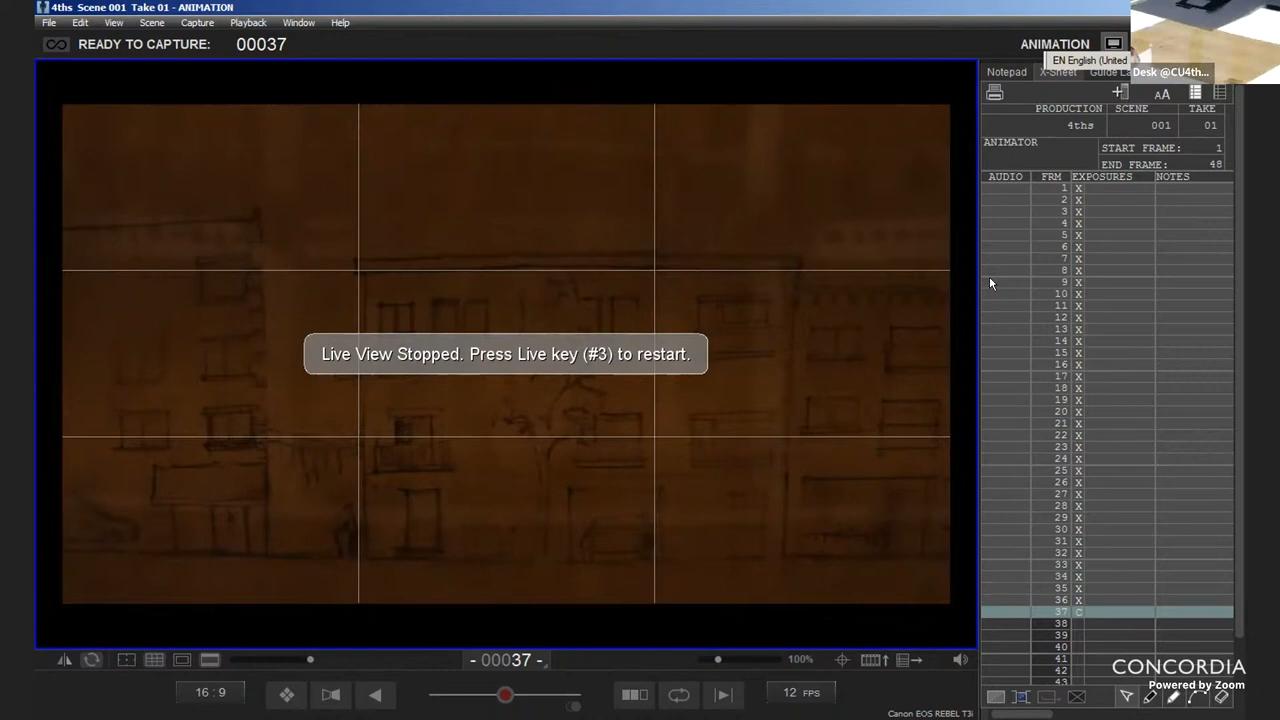 4ths Scene 001 Take 01 - ANIMATION
File Edit View Scene Capture Playback Window Help
READY TO CAPTURE: 00037
ANIMATION
EN English (United
Desk @CU4th...
Notepad X-Sheet Guide La
AA
PRODUCTION SCENE TAKE
4ths 001 01
ANIMATOR
START FRAME: 1
END FRAME: 48
AUDIO FRM EXPOSURES NOTES
1 X
2 X
3 X
4 X
5 X
6 X
7 X
8 X
9 X
10 X
11 X
12 X
13 X
14 X
15 X
16 X
17 X
18 X
19 X
20 X
21 X
22 X
23 X
24 X
25 X
26 X
27 X
28 X
29 X
30 X
31 X
32 X
33 X
34 X
35 X
36 X
37 C
38
39
40
41
42
43
Live View Stopped. Press Live key (#3) to restart.
CONCORDIA
Powered by Zoom
- 00037 -
100%
16 : 9
12 FPS
Canon EOS REBEL T3i